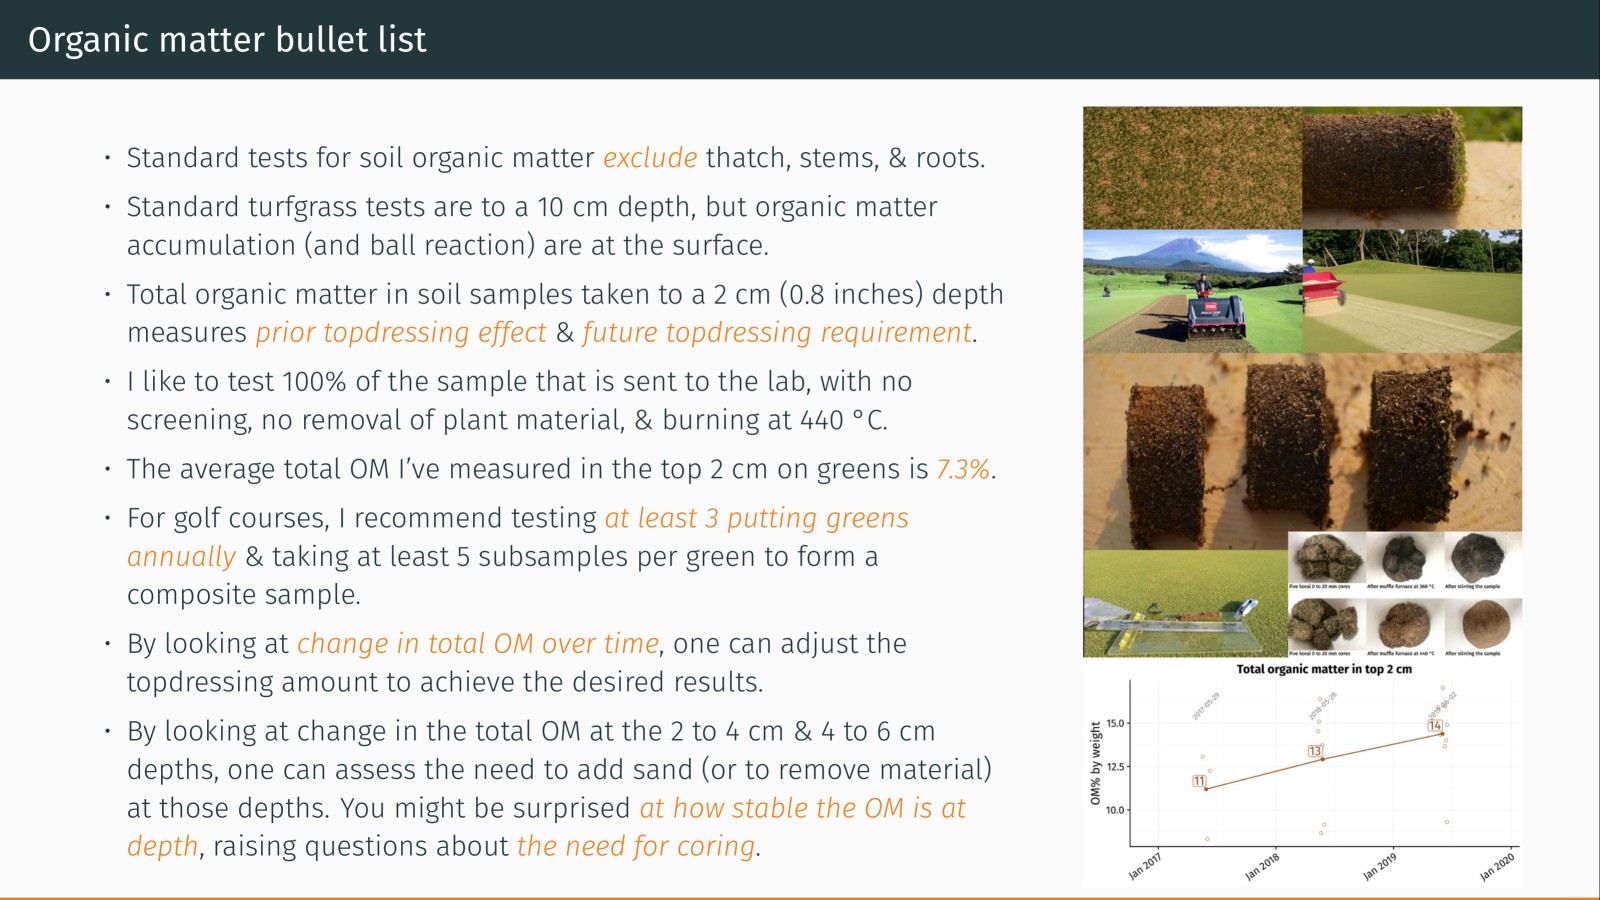 Organic matter bullet list
• Standard tests for soil organic matter exclude thatch, stems, & roots.
• Standard turfgrass tests are to a 10 cm depth, but organic matter
accumulation (and ball reaction) are at the surface.
• Total organic matter in soil samples taken to a 2 cm (0.8 inches) depth
measures prior topdressing effect & future topdressing requirement.
• I like to test 100% of the sample that is sent to the lab, with no
screening, no removal of plant material, & burning at 440 °C.
• The average total OM I’ve measured in the top 2 cm on greens is 7.3%.
• For golf courses, I recommend testing at least 3 putting greens
annually & taking at least 5 subsamples per green to form a
composite sample.
• By looking at change in total OM over time, one can adjust the
topdressing amount to achieve the desired results.
• By looking at change in the total OM at the 2 to 4 cm & 4 to 6 cm
depths, one can assess the need to add sand (or to remove material)
at those depths. You might be surprised at how stable the OM is at
depth, raising questions about the need for coring.
Five korai 0 to 20 mm cores After muffle furnace at 360 °C After stirring the sample
Five korai 0 to 20 mm cores After muffle furnace at 440 °C After stirring the sample
Total organic matter in top 2 cm
OM% by weight
15.0
12.5
10.0
2017-05-29
2018-05-26
2019-06-02
11
13
14
Jan 2017
Jan 2018
Jan 2019
Jan 2020